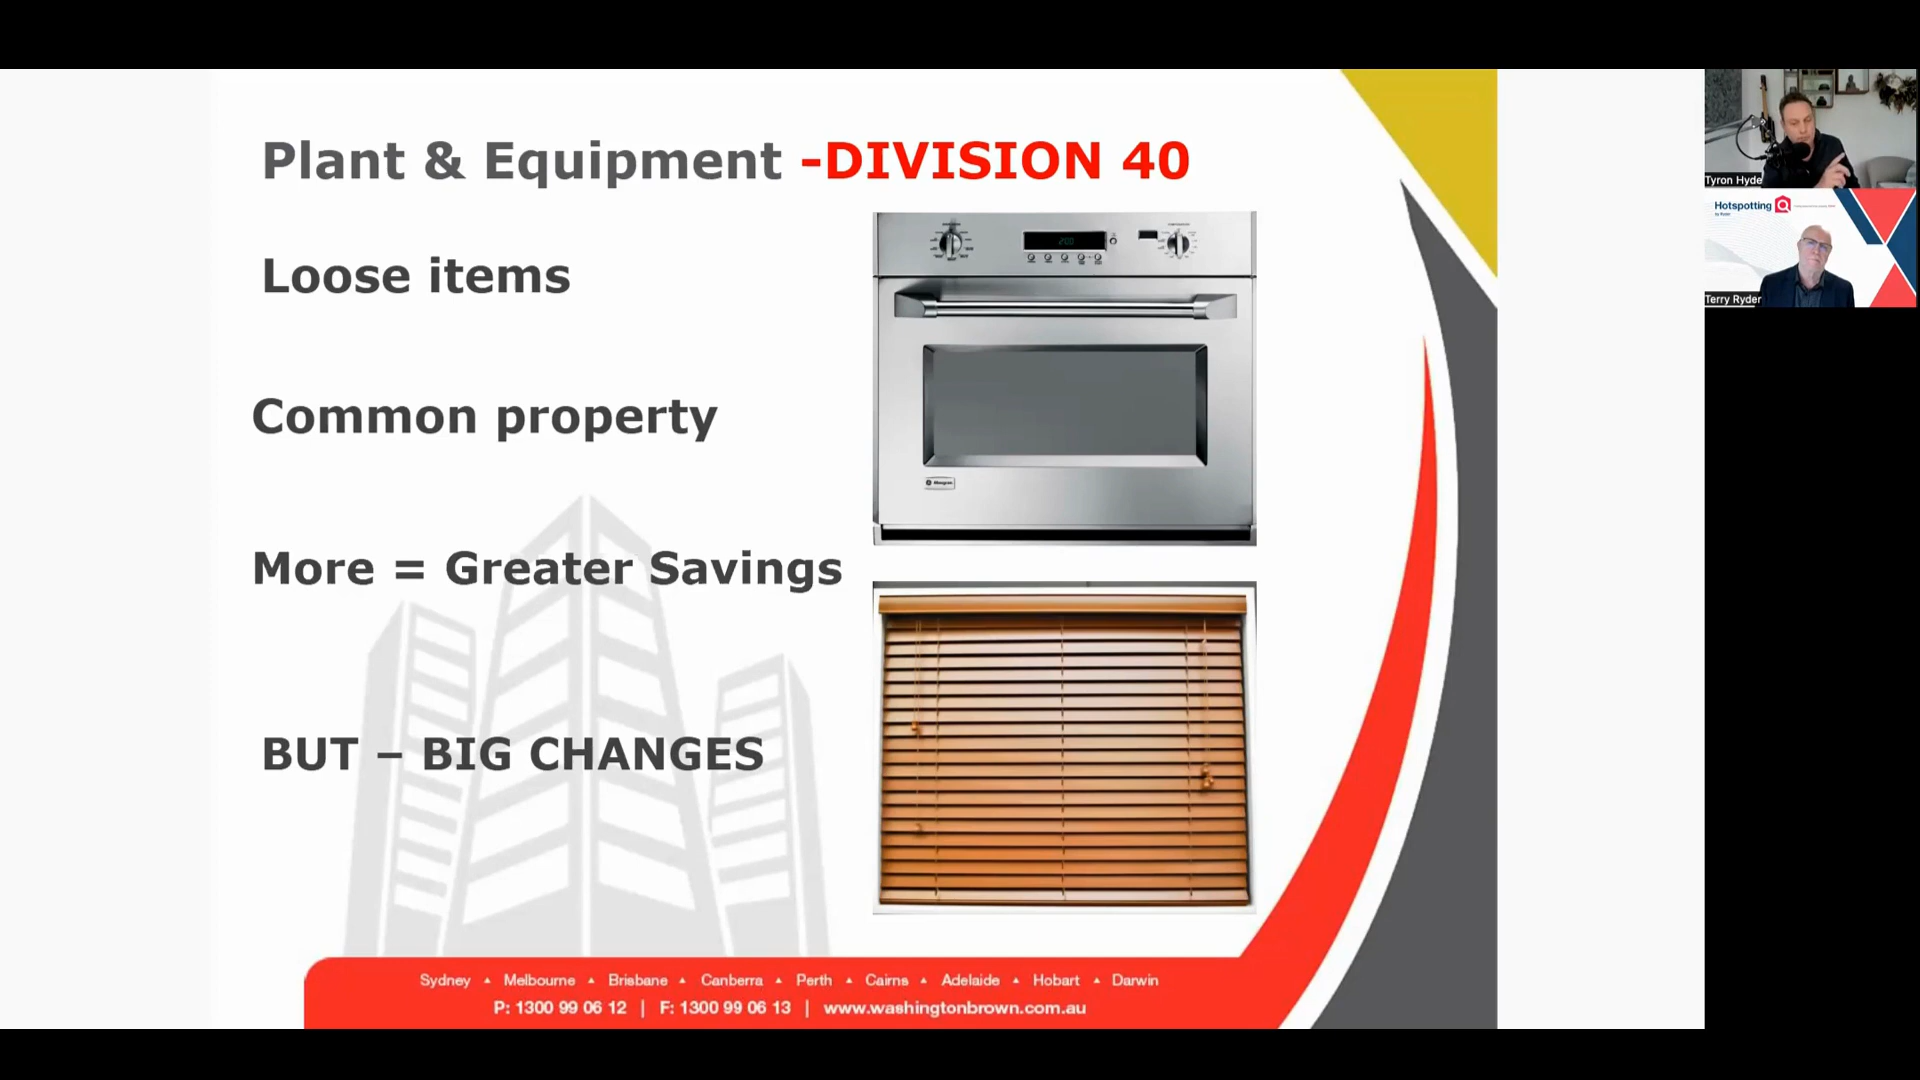 Plant & Equipment -DIVISION 40
Loose items
Common property
More = Greater Savings
BUT – BIG CHANGES
Sydney ▲ Melbourne ▲ Brisbane ▲ Canberra ▲ Perth ▲ Cairns ▲ Adelaide ▲ Hobart ▲ Darwin
P: 1300 99 06 12 | F: 1300 99 06 13 | www.washingtonbrown.com.au
Tyron Hyde
Hotspotting
by Ryder
Terry Ryder